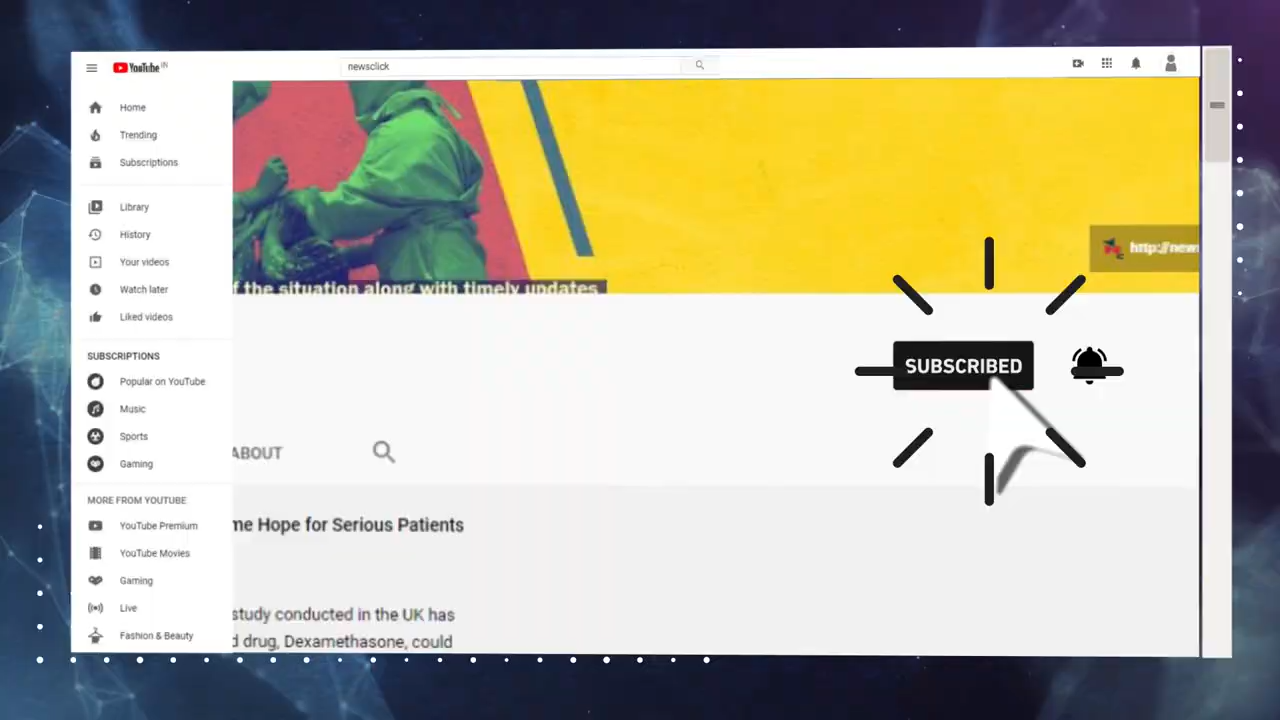 YouTube IN
newsclick
Home
Trending
Subscriptions
Library
History
Your videos
Watch later
Liked videos
SUBSCRIPTIONS
Popular on YouTube
Music
Sports
Gaming
MORE FROM YOUTUBE
YouTube Premium
YouTube Movies
Gaming
Live
Fashion & Beauty
http://new
f the situation along with timely updates
SUBSCRIBED
ABOUT
me Hope for Serious Patients
study conducted in the UK has
d drug, Dexamethasone, could